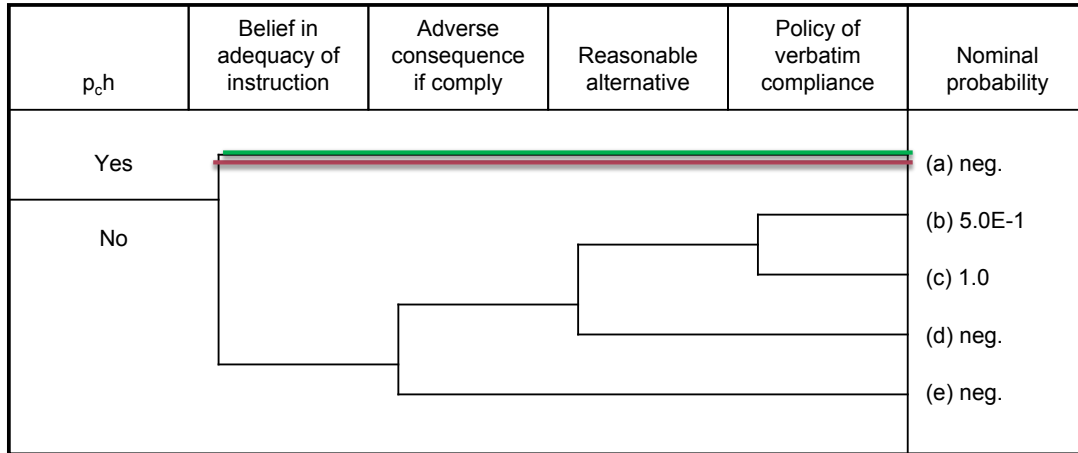 p_c h
Belief in
adequacy of
instruction
Adverse
consequence
if comply
Reasonable
alternative
Policy of
verbatim
compliance
Nominal
probability
Yes
No
(a) neg.
(b) 5.0E-1
(c) 1.0
(d) neg.
(e) neg.